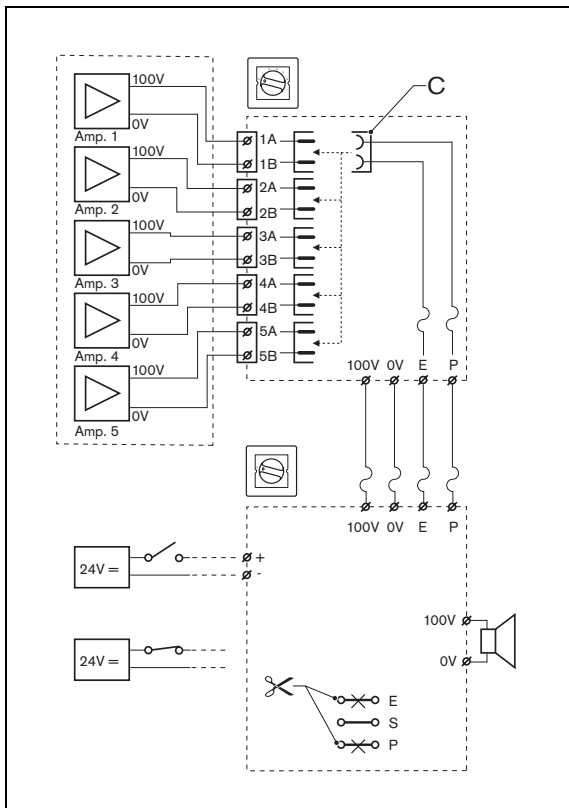 C
100V
0V
Amp. 1
100V
0V
Amp. 2
100V
0V
Amp. 3
100V
0V
Amp. 4
100V
0V
Amp. 5
1A
1B
2A
2B
3A
3B
4A
4B
5A
5B
100V 0V E P
100V 0V E P
24V =
+
-
24V =
100V
0V
E
S
P